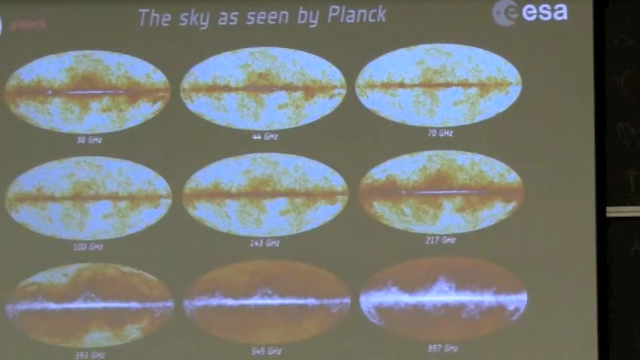 planck
The sky as seen by Planck
esa
30 GHz
44 GHz
70 GHz
100 GHz
143 GHz
217 GHz
353 GHz
545 GHz
857 GHz